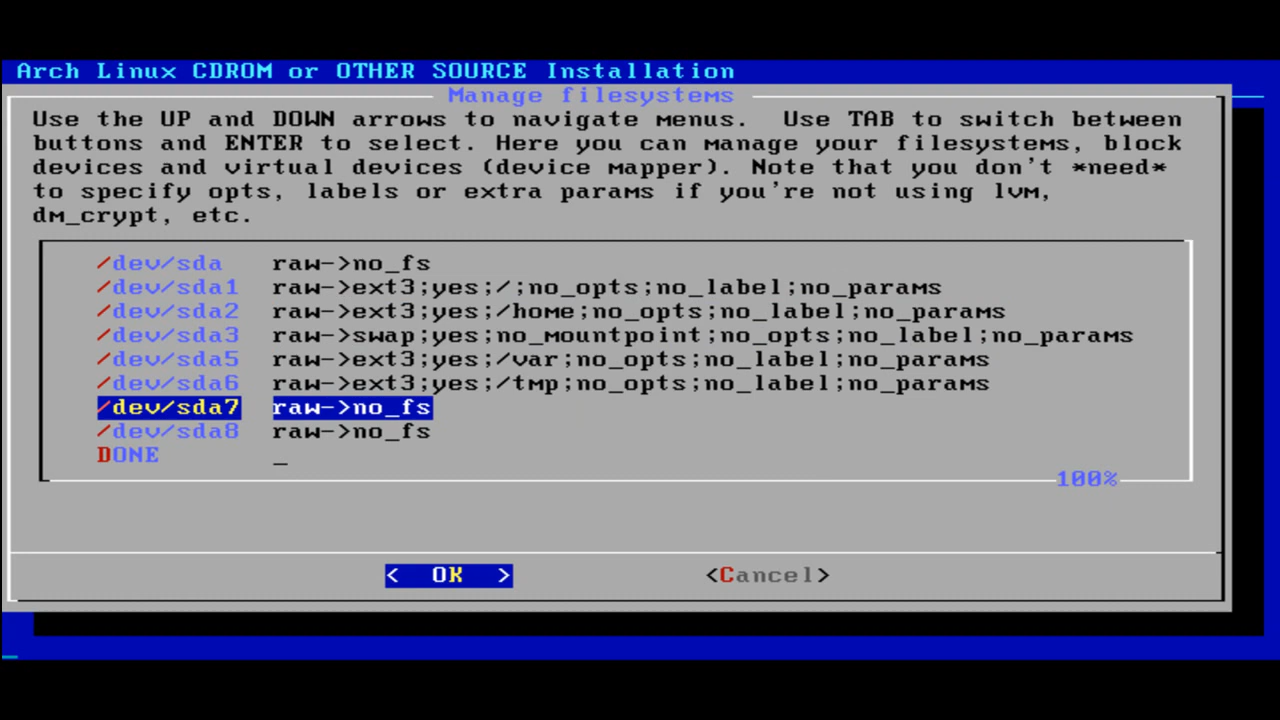 Arch Linux CDROM or OTHER SOURCE Installation
Manage filesystems
Use the UP and DOWN arrows to navigate menus.  Use TAB to switch between
buttons and ENTER to select. Here you can manage your filesystems, block
devices and virtual devices (device mapper). Note that you don't *need*
to specify opts, labels or extra params if you're not using lvm,
dm_crypt, etc.
/dev/sda raw->no_fs
/dev/sda1 raw->ext3;yes;/;no_opts;no_label;no_params
/dev/sda2 raw->ext3;yes;/home;no_opts;no_label;no_params
/dev/sda3 raw->swap;yes;no_mountpoint;no_opts;no_label;no_params
/dev/sda5 raw->ext3;yes;/var;no_opts;no_label;no_params
/dev/sda6 raw->ext3;yes;/tmp;no_opts;no_label;no_params
/dev/sda7 raw->no_fs
/dev/sda8 raw->no_fs
DONE _
100%
< OK > <Cancel>